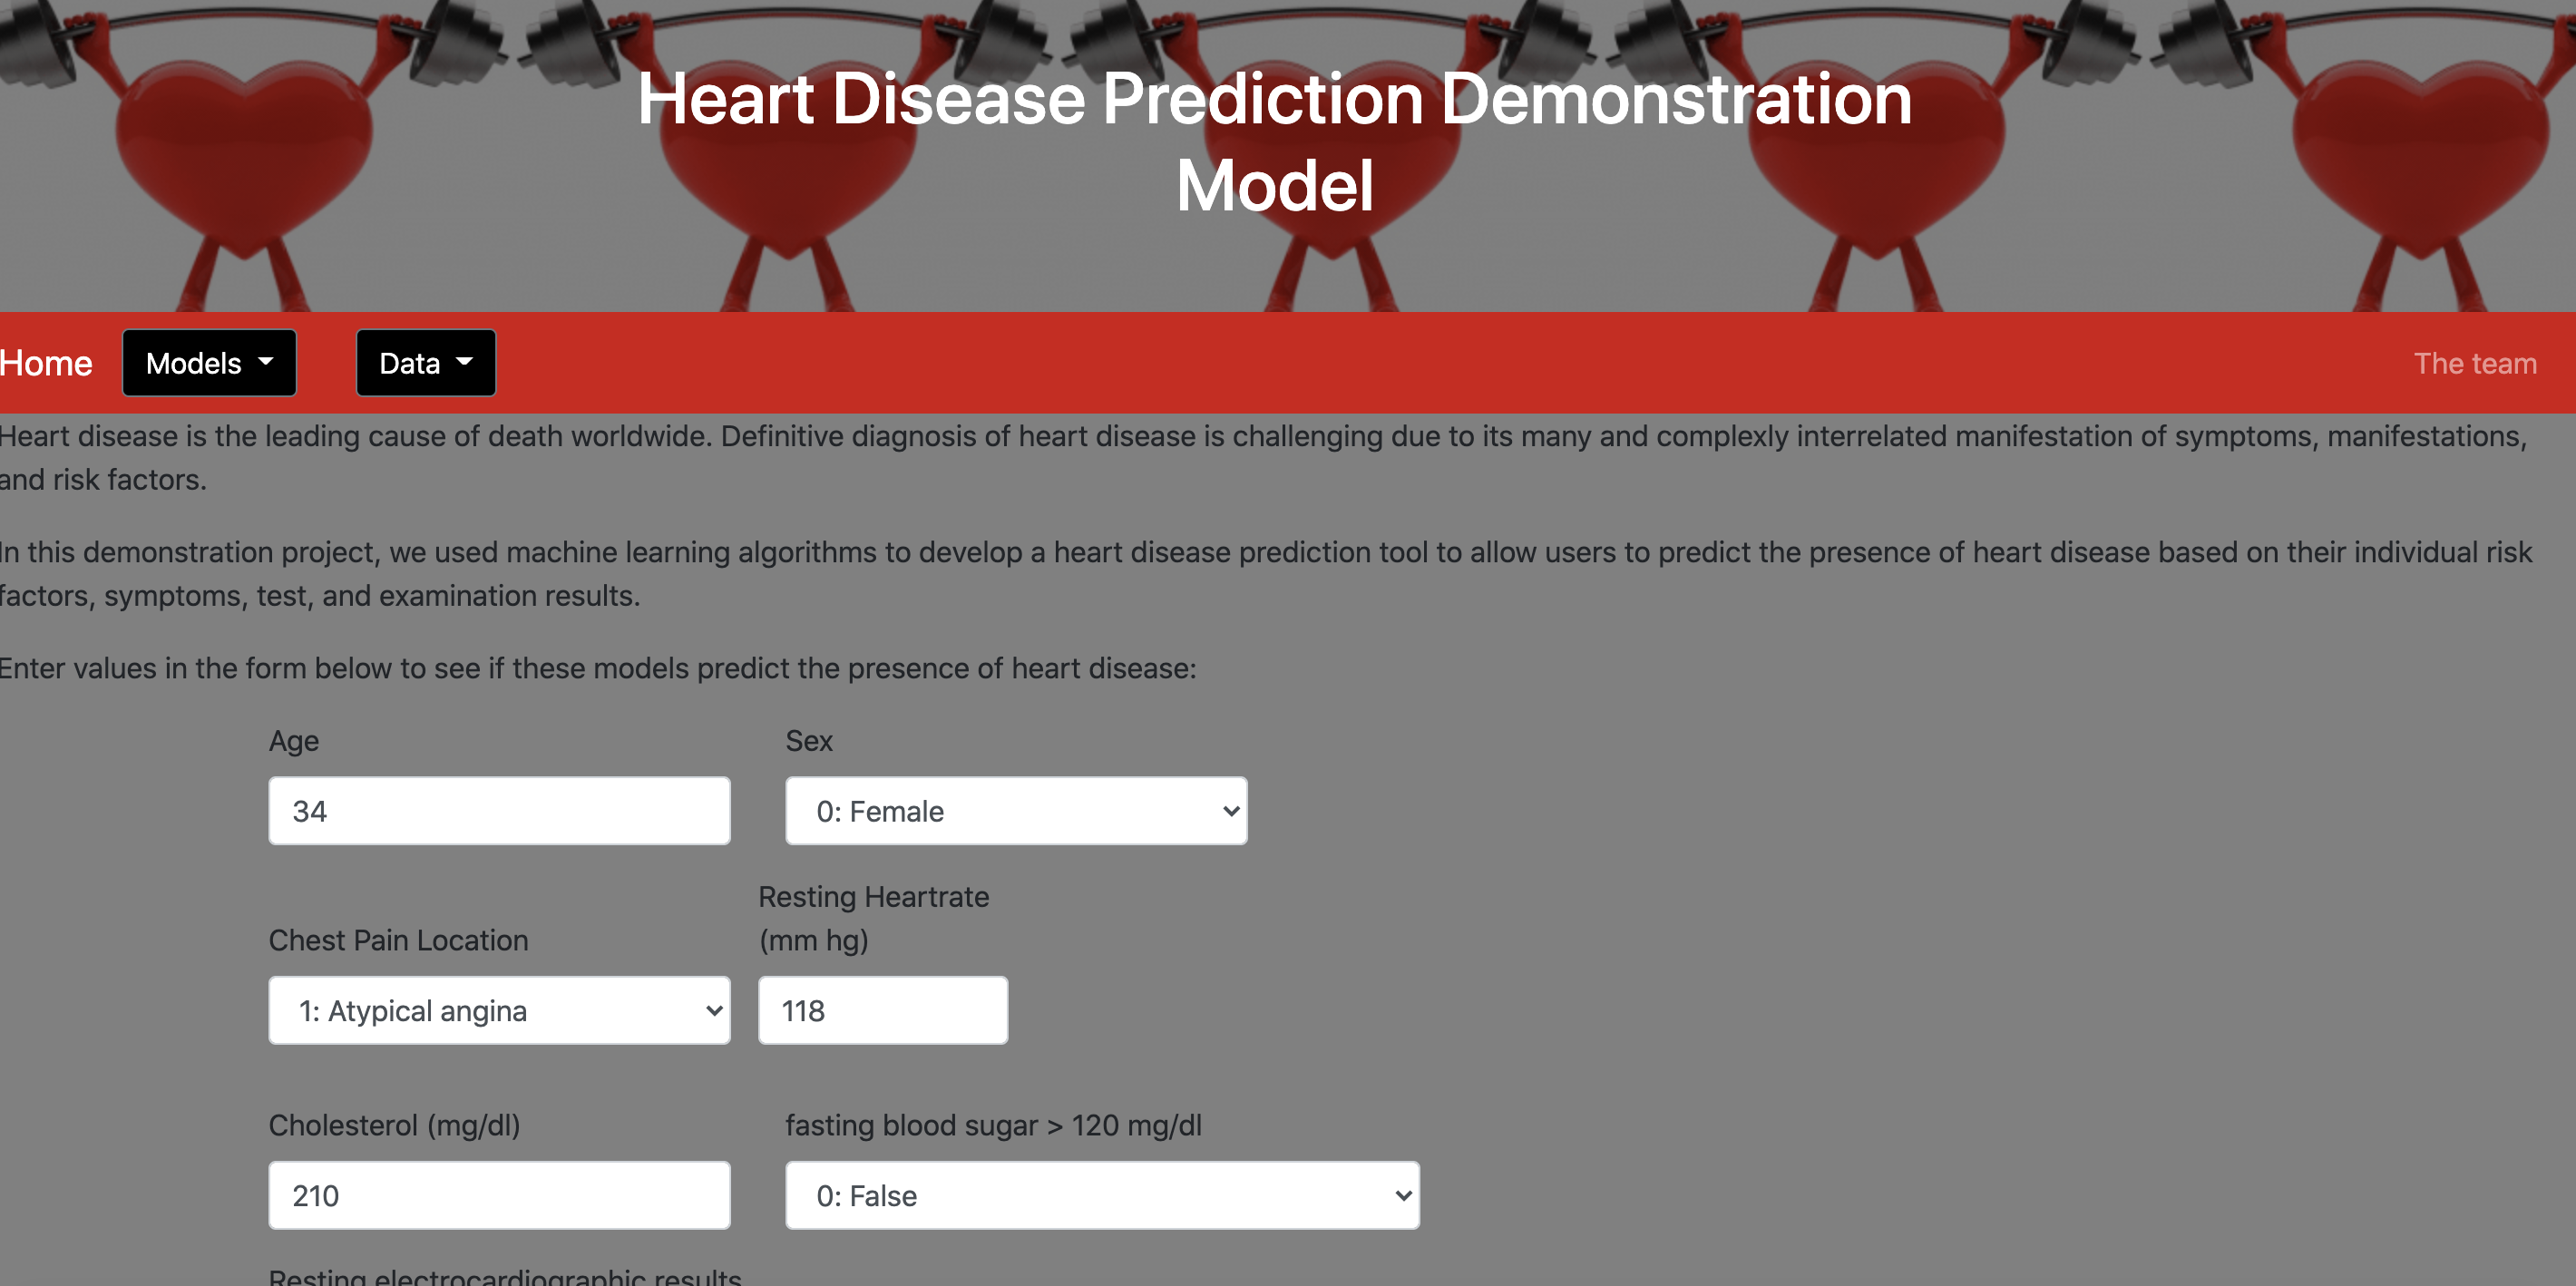 Heart Disease Prediction Demonstration
Model
Home Models Data The team
Heart disease is the leading cause of death worldwide. Definitive diagnosis of heart disease is challenging due to its many and complexly interrelated manifestation of symptoms, manifestations,
and risk factors.
In this demonstration project, we used machine learning algorithms to develop a heart disease prediction tool to allow users to predict the presence of heart disease based on their individual risk
factors, symptoms, test, and examination results.
Enter values in the form below to see if these models predict the presence of heart disease:
Age
34
Sex
0: Female
Chest Pain Location
1: Atypical angina
Resting Heartrate
(mm hg)
118
Cholesterol (mg/dl)
210
fasting blood sugar > 120 mg/dl
0: False
Resting electrocardiographic results